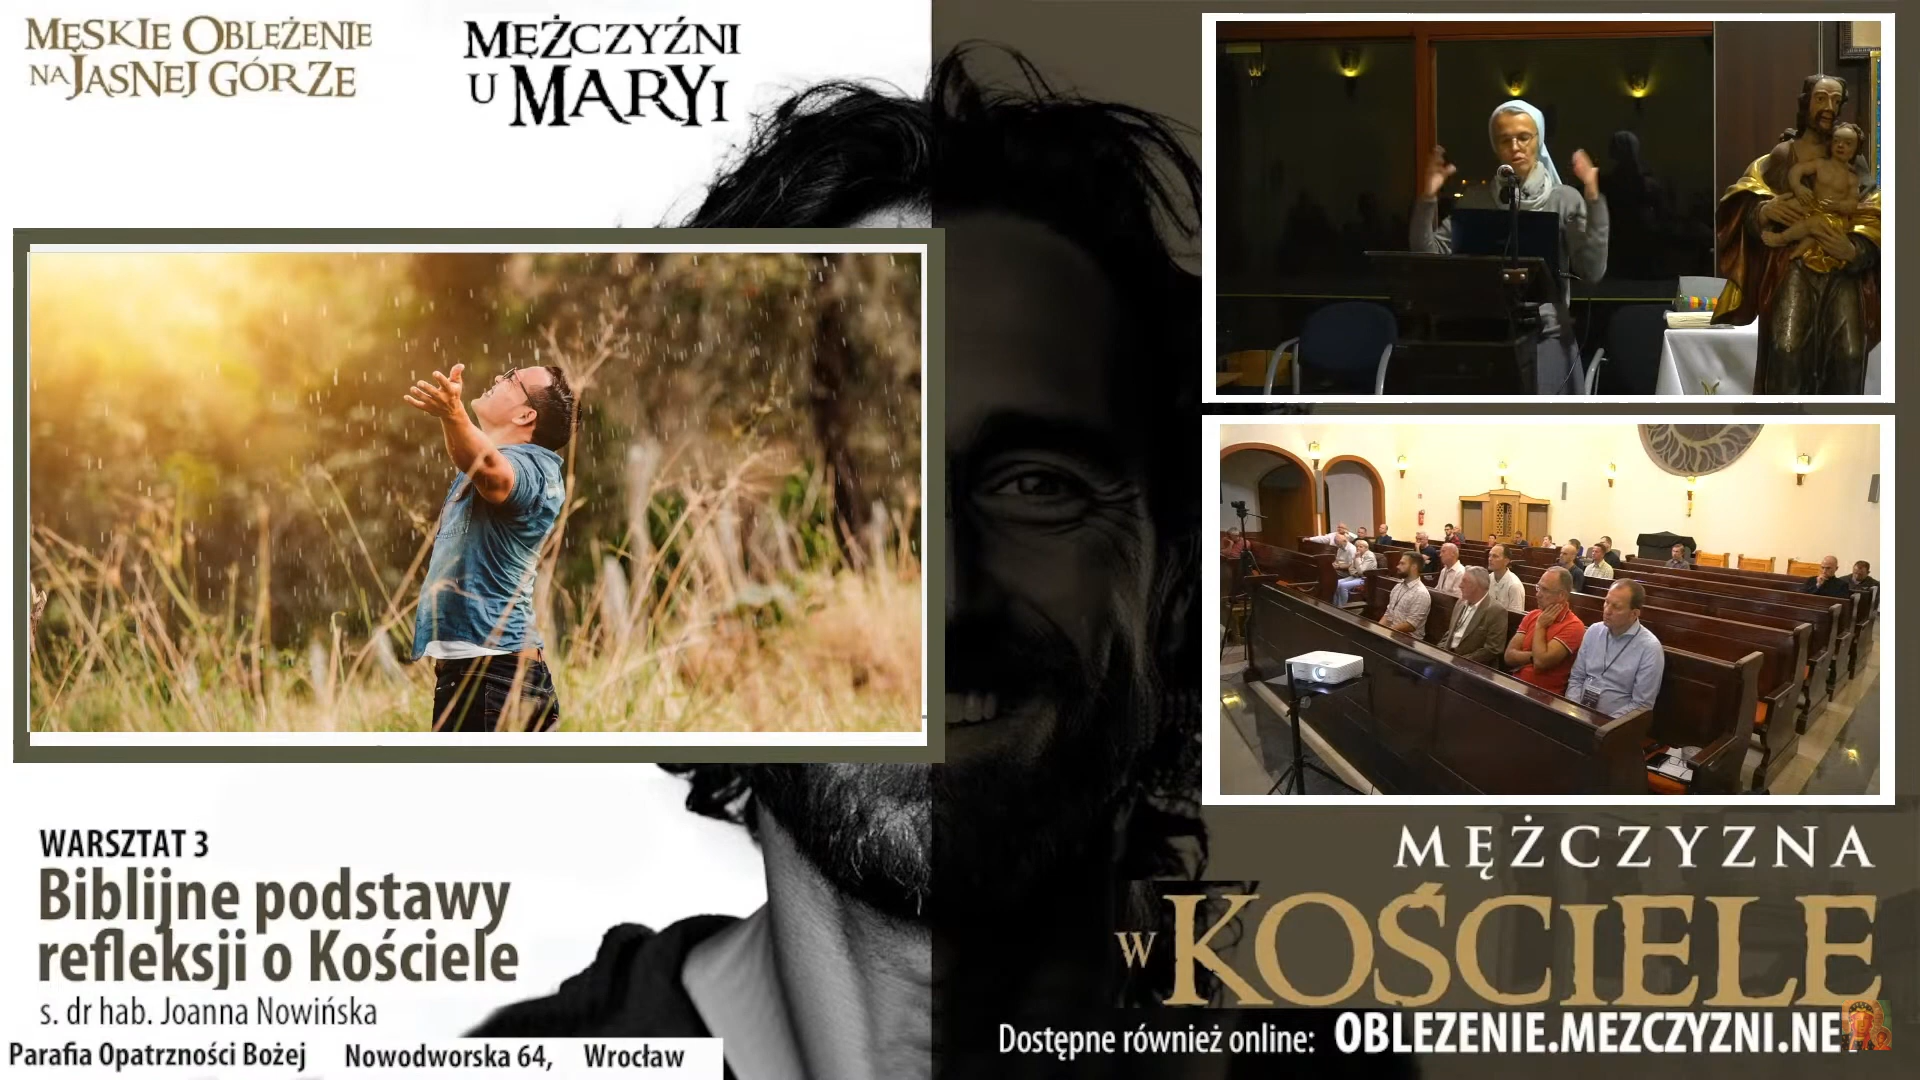 MĘSKIE OBLĘŻENIE
NA JASNEJ GÓRZE
MĘŻCZYŹNI
U MARYI
WARSZTAT 3
Biblijne podstawy
refleksji o Kościele
s. dr hab. Joanna Nowińska
Parafia Opatrzności Bożej Nowodworska 64, Wrocław
MĘŻCZYZNA
W KOŚCIELE
Dostępne również online: OBLEZENIE.MEZCZYZNI.NE